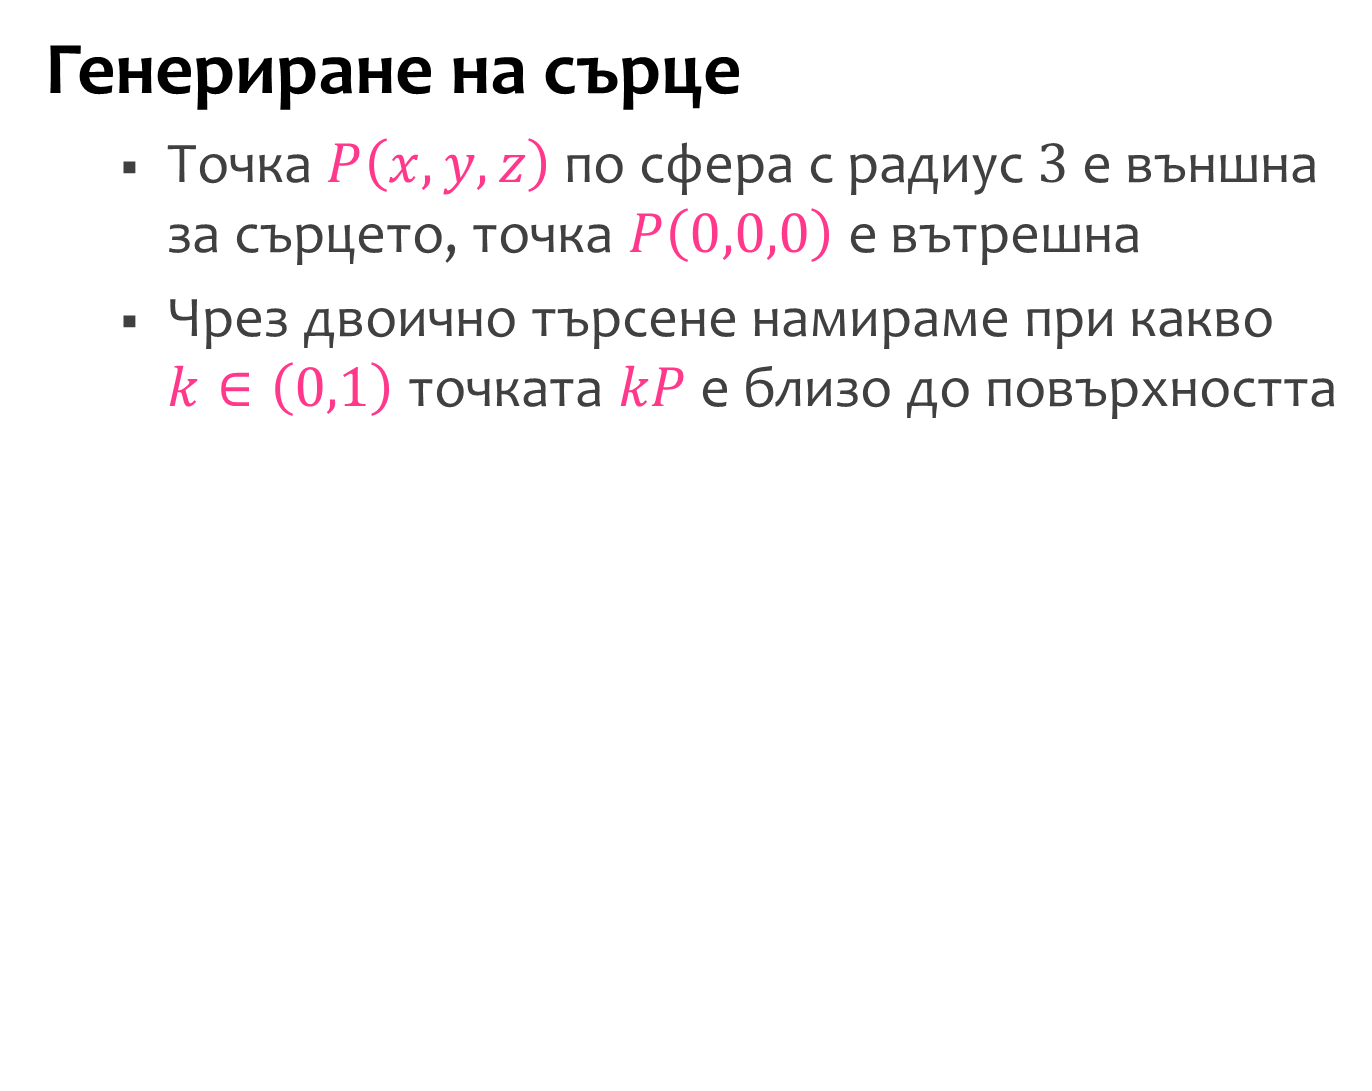 Генериране на сърце
▪ Точка P(x, y, z) по сфера с радиус 3 е външна
за сърцето, точка P(0,0,0) е вътрешна
▪ Чрез двоично търсене намираме при какво
k ∈ (0,1) точката kP е близо до повърхността